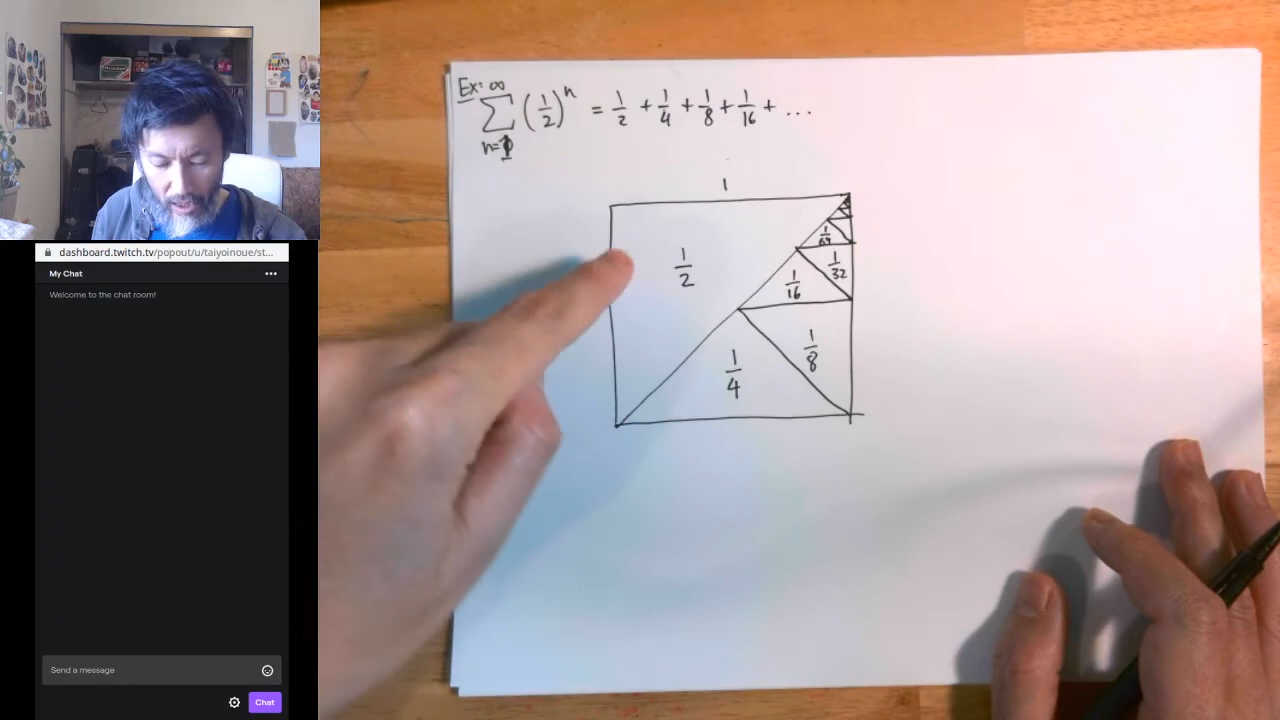 dashboard.twitch.tv/popout/u/taiyoinoue/st...
My Chat
Welcome to the chat room!
Send a message
Chat
Ex: ∞
∑ (1/2)^n = 1/2 + 1/4 + 1/8 + 1/16 + ...
n=1
1
1/2
1/64
1/32
1/16
1/8
1/4